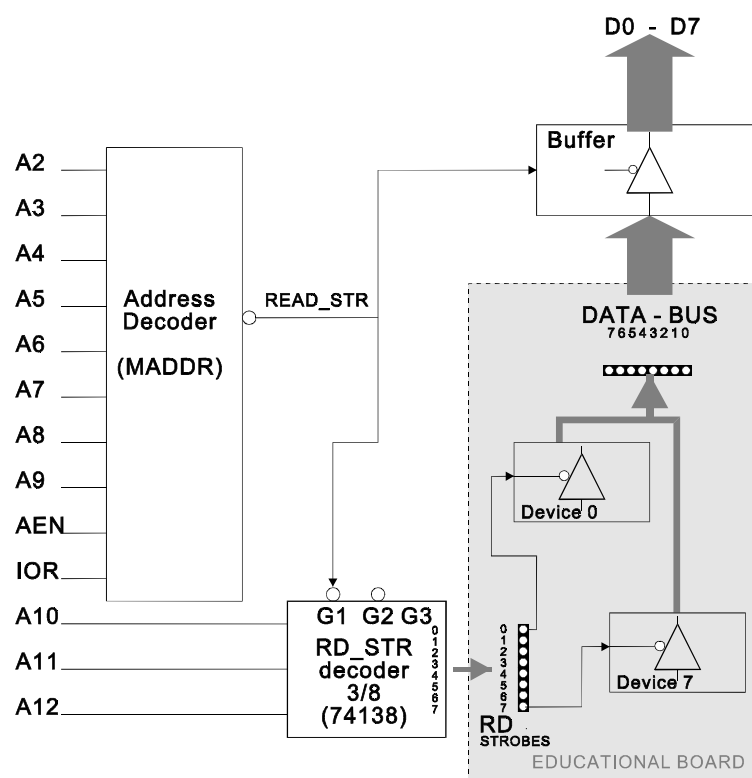 D0 - D7
Buffer
A2
A3
A4
A5
A6
A7
A8
A9
AEN
IOR
Address
Decoder
(MADDR)
READ_STR
DATA - BUS
76543210
Device 0
A10
A11
A12
G1 G2 G3
RD_STR
decoder
3/8
(74138)
0
1
2
3
4
5
6
7
0
1
2
3
4
5
6
7
RD
STROBES
Device 7
EDUCATIONAL BOARD